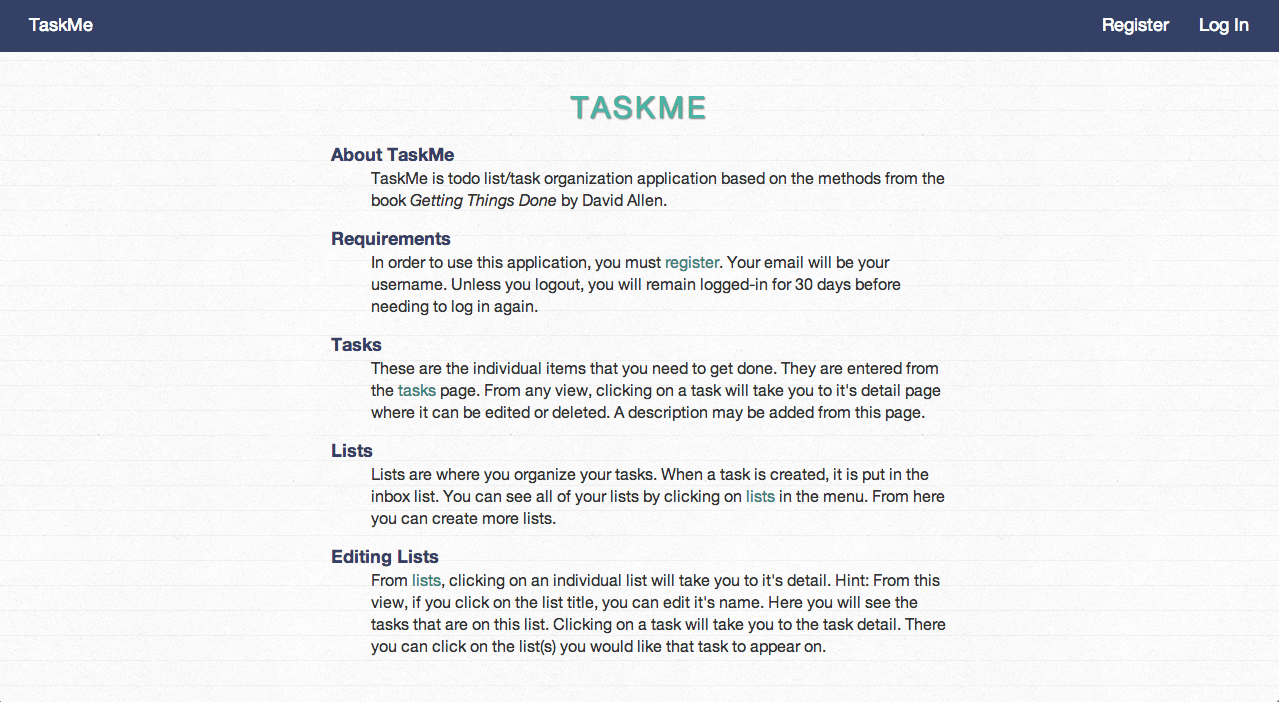 TaskMe Register Log In
TASKME
About TaskMe
TaskMe is todo list/task organization application based on the methods from the
book Getting Things Done by David Allen.
Requirements
In order to use this application, you must register. Your email will be your
username. Unless you logout, you will remain logged-in for 30 days before
needing to log in again.
Tasks
These are the individual items that you need to get done. They are entered from
the tasks page. From any view, clicking on a task will take you to it's detail page
where it can be edited or deleted. A description may be added from this page.
Lists
Lists are where you organize your tasks. When a task is created, it is put in the
inbox list. You can see all of your lists by clicking on lists in the menu. From here
you can create more lists.
Editing Lists
From lists, clicking on an individual list will take you to it's detail. Hint: From this
view, if you click on the list title, you can edit it's name. Here you will see the
tasks that are on this list. Clicking on a task will take you to the task detail. There
you can click on the list(s) you would like that task to appear on.